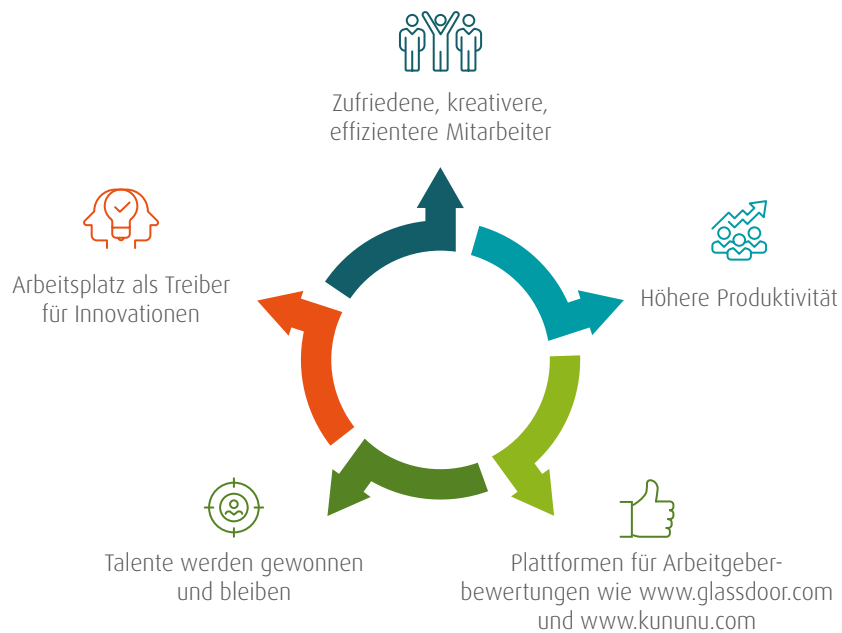 Zufriedene, kreativere,
effizientere Mitarbeiter
Höhere Produktivität
Plattformen für Arbeitgeber-
bewertungen wie www.glassdoor.com
und www.kununu.com
Talente werden gewonnen
und bleiben
Arbeitsplatz als Treiber
für Innovationen